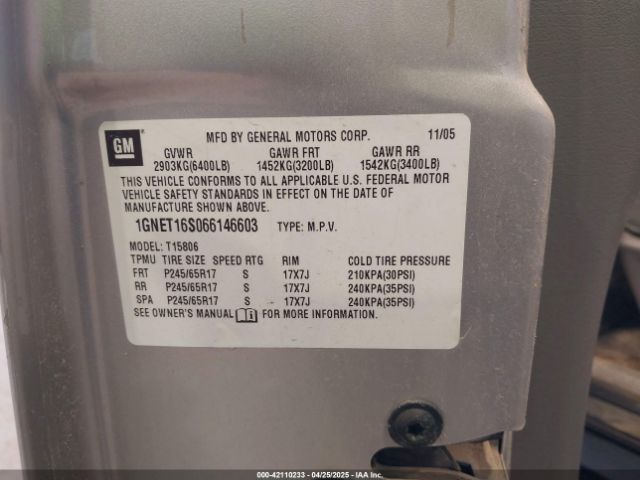 GM
MFD BY GENERAL MOTORS CORP. 11/05
GVWR GAWR FRT GAWR RR
2903KG(6400LB) 1452KG(3200LB) 1542KG(3400LB)
THIS VEHICLE CONFORMS TO ALL APPLICABLE U.S. FEDERAL MOTOR
VEHICLE SAFETY STANDARDS IN EFFECT ON THE DATE OF
MANUFACTURE SHOWN ABOVE.
1GNET16S066146603 TYPE: M.P.V.
MODEL: T15806
TPMU TIRE SIZE SPEED RTG RIM COLD TIRE PRESSURE
FRT P245/65R17 S 17X7J 210KPA(30PSI)
RR P245/65R17 S 17X7J 240KPA(35PSI)
SPA P245/65R17 S 17X7J 240KPA(35PSI)
SEE OWNER'S MANUAL FOR MORE INFORMATION.
000-42110233 - 04/25/2025 - IAAI.COM